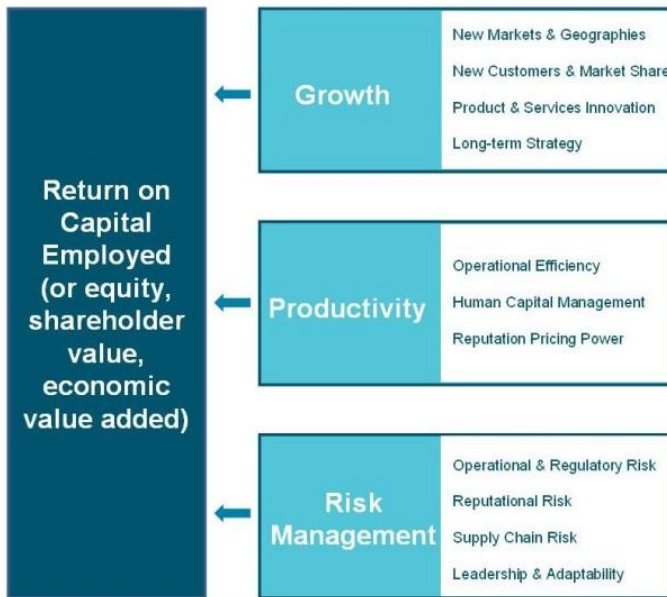 Return on
Capital
Employed
(or equity,
shareholder
value,
economic
value added)
Growth
New Markets & Geographies
New Customers & Market Share
Product & Services Innovation
Long-term Strategy
Productivity
Operational Efficiency
Human Capital Management
Reputation Pricing Power
Risk
Management
Operational & Regulatory Risk
Reputational Risk
Supply Chain Risk
Leadership & Adaptability